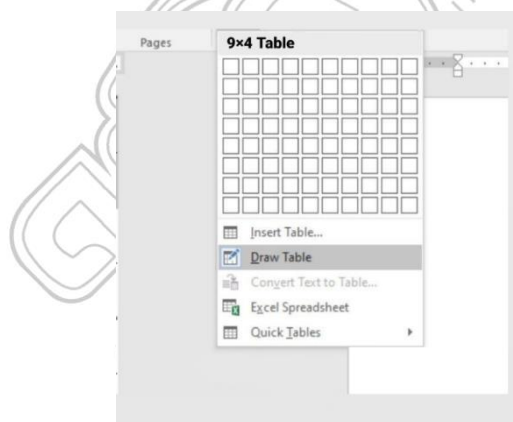 Pages
9×4 Table
Insert Table...
Draw Table
Convert Text to Table...
Excel Spreadsheet
Quick Tables